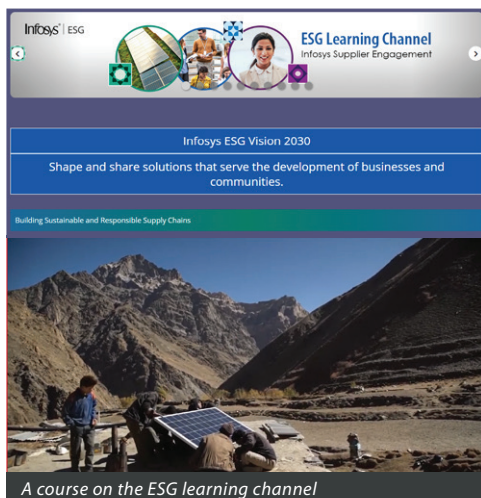 Infosys | ESG
ESG Learning Channel
Infosys Supplier Engagement
Infosys ESG Vision 2030
Shape and share solutions that serve the development of businesses and
communities.
Building Sustainable and Responsible Supply Chains
A course on the ESG learning channel